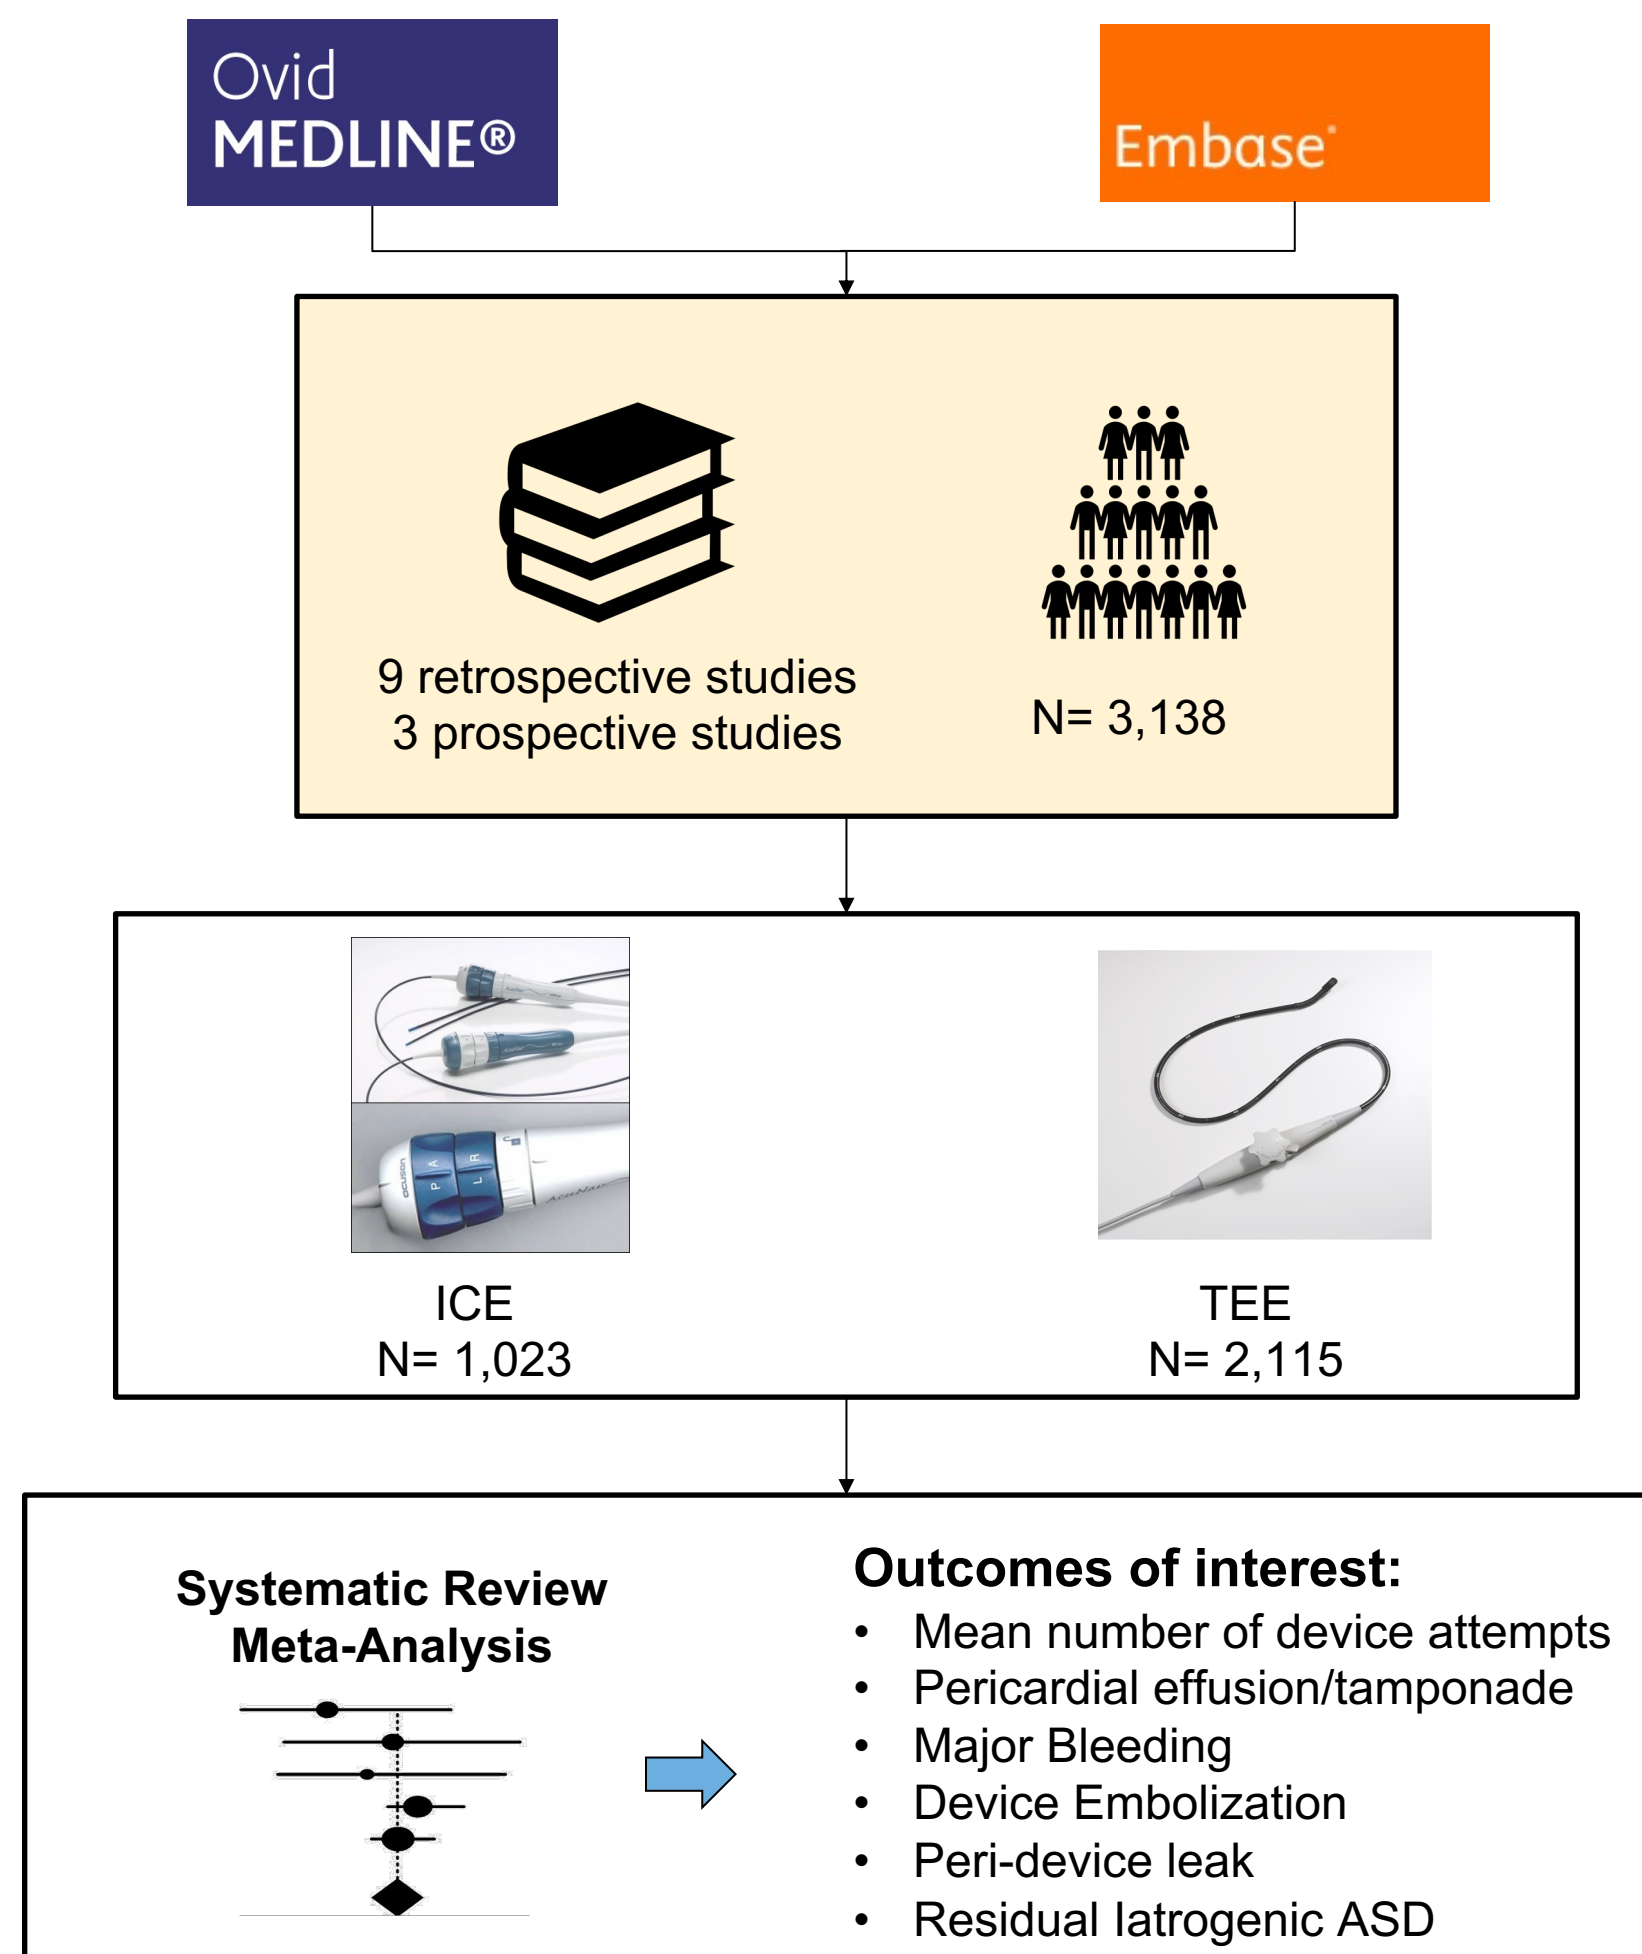 Ovid
MEDLINE®
Embase®
9 retrospective studies
3 prospective studies
N= 3,138
acuson
P A
L R
AcuNav
ICE
N= 1,023
TEE
N= 2,115
Systematic Review
Meta-Analysis
Outcomes of interest:
• Mean number of device attempts
• Pericardial effusion/tamponade
• Major Bleeding
• Device Embolization
• Peri-device leak
• Residual Iatrogenic ASD